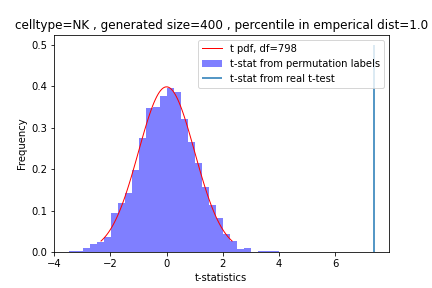 celltype=NK , generated size=400 , percentile in emperical dist=1.0
t pdf, df=798
t-stat from permutation labels
t-stat from real t-test
Frequency
0.5
0.4
0.3
0.2
0.1
0.0
−4 −2 0 2 4 6
t-statistics